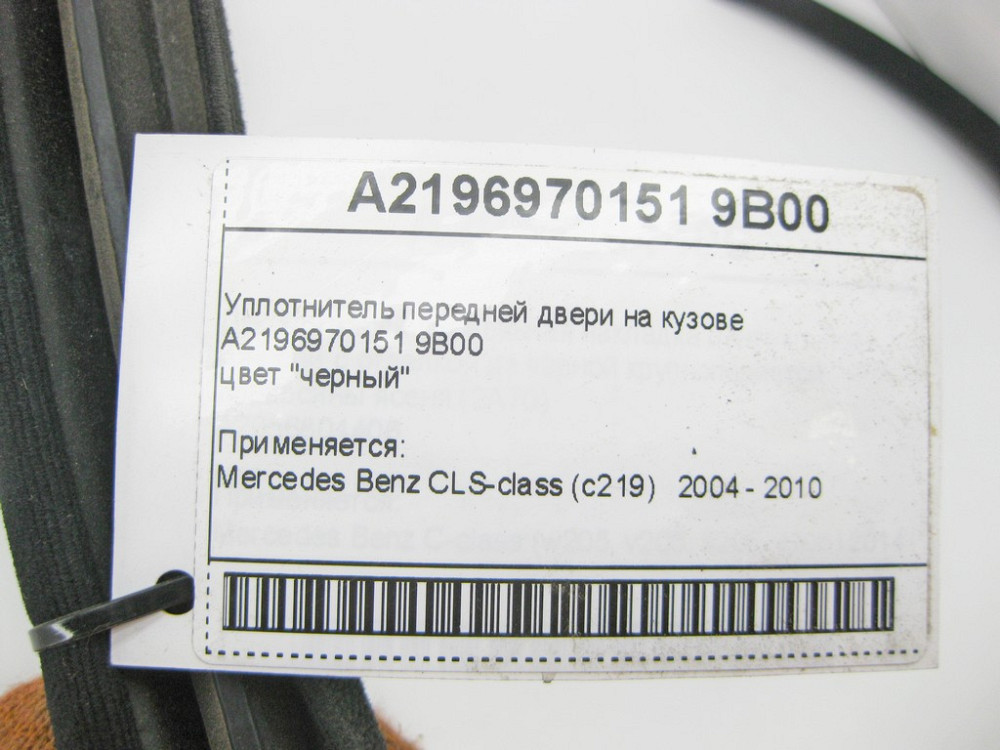 A2196970151 9B00
Уплотнитель передней двери на кузове
A2196970151 9B00
цвет "черный"
Применяется:
Mercedes Benz CLS-class (c219) 2004 - 2010